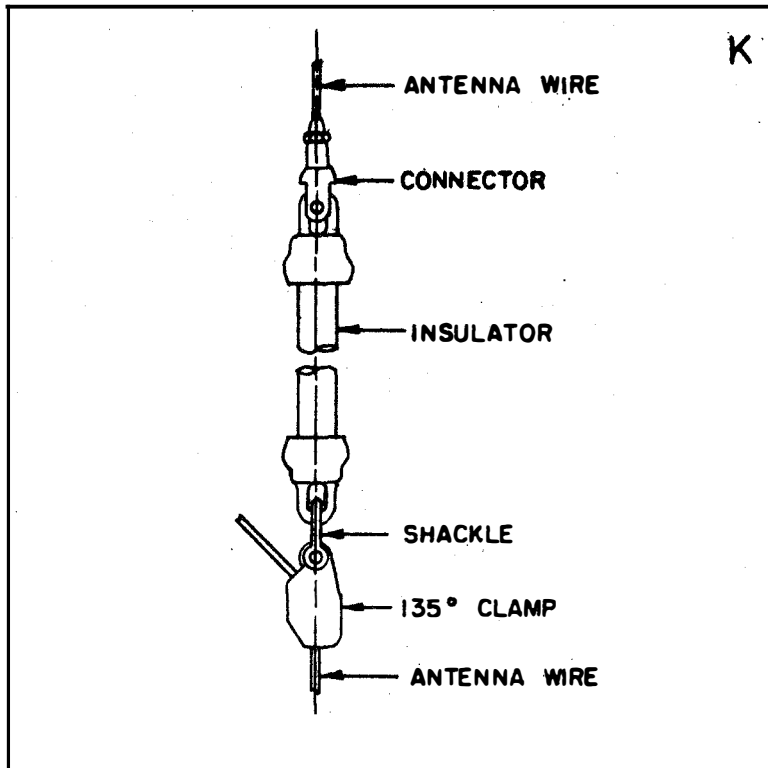 K
ANTENNA WIRE
CONNECTOR
INSULATOR
SHACKLE
135° CLAMP
ANTENNA WIRE